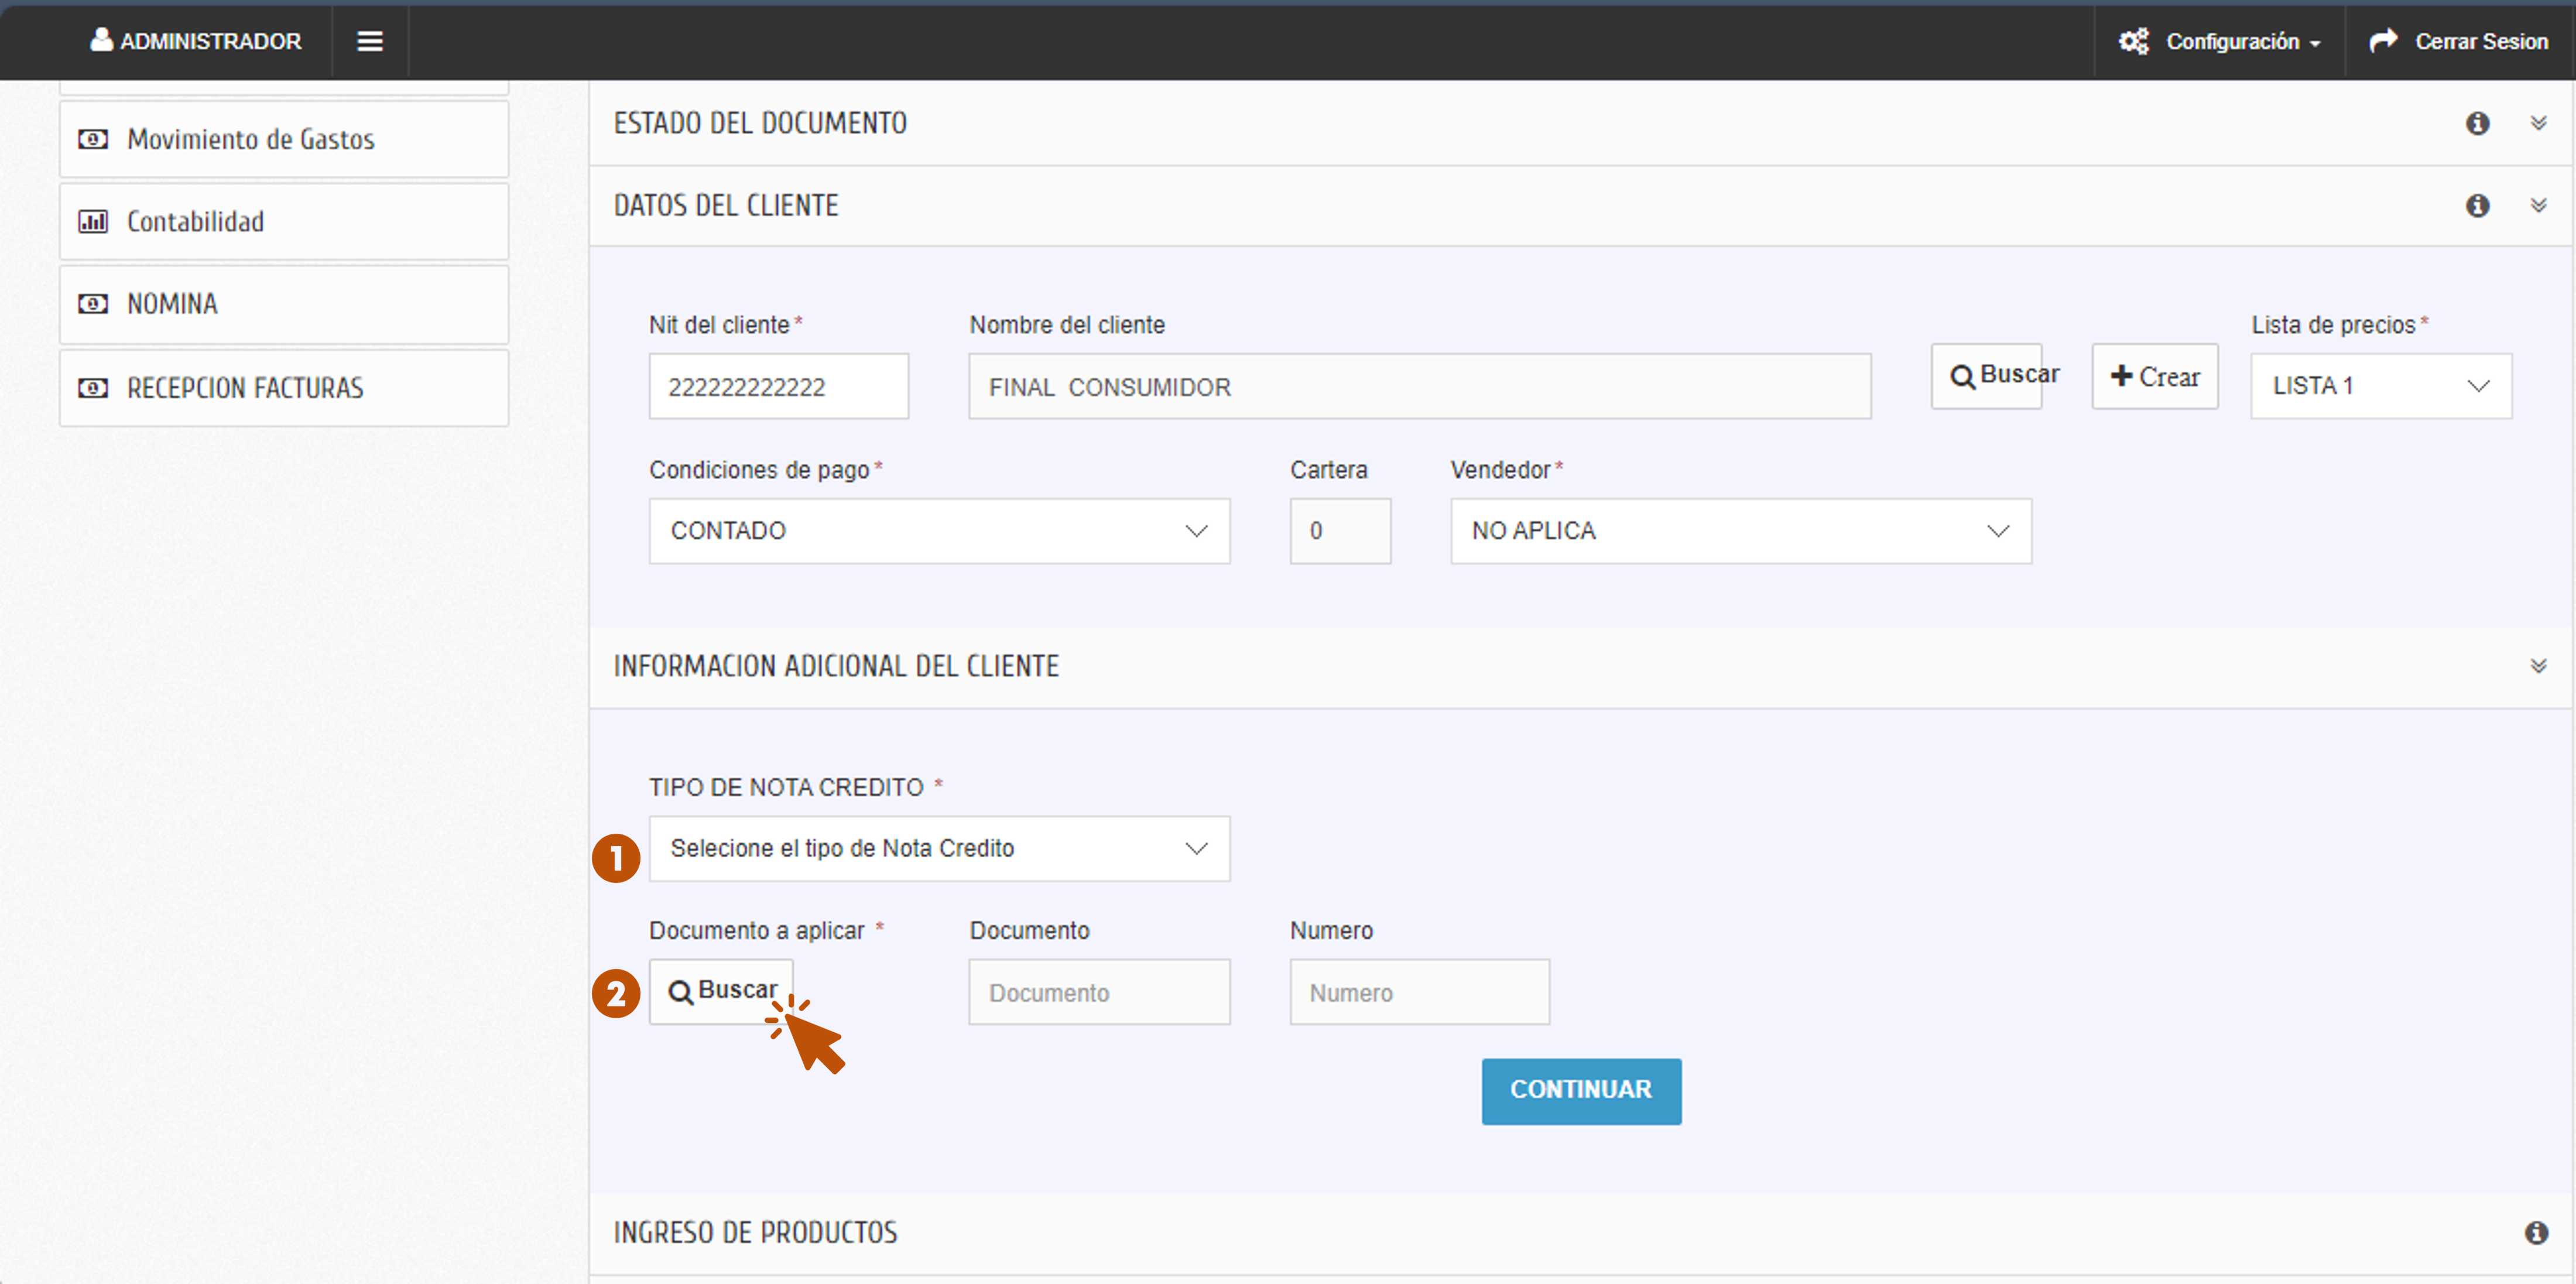 ADMINISTRADOR
Configuración
Cerrar Sesion
Movimiento de Gastos
Contabilidad
NOMINA
RECEPCION FACTURAS
ESTADO DEL DOCUMENTO
DATOS DEL CLIENTE
Nit del cliente* Nombre del cliente Lista de precios*
222222222222 FINAL CONSUMIDOR Buscar Crear LISTA 1
Condiciones de pago* Cartera Vendedor*
CONTADO 0 NO APLICA
INFORMACION ADICIONAL DEL CLIENTE
TIPO DE NOTA CREDITO *
1 Selecione el tipo de Nota Credito
Documento a aplicar * Documento Numero
2 Buscar Documento Numero
CONTINUAR
INGRESO DE PRODUCTOS